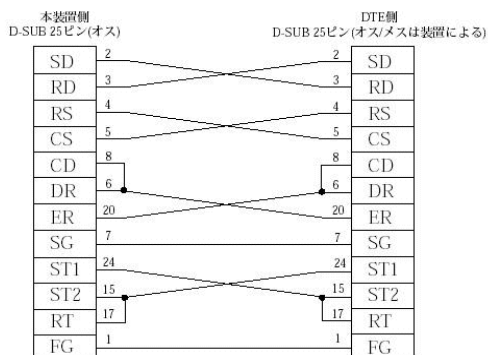 本装置側
D-SUB 25ピン(オス)
DTE側
D-SUB 25ピン(オス/メスは装置による)
SD 2 2 SD
RD 3 3 RD
RS 4 4 RS
CS 5 5 CS
CD 8 8 CD
DR 6 6 DR
ER 20 20 ER
SG 7 7 SG
ST1 24 24 ST1
ST2 15 15 ST2
RT 17 17 RT
FG 1 1 FG